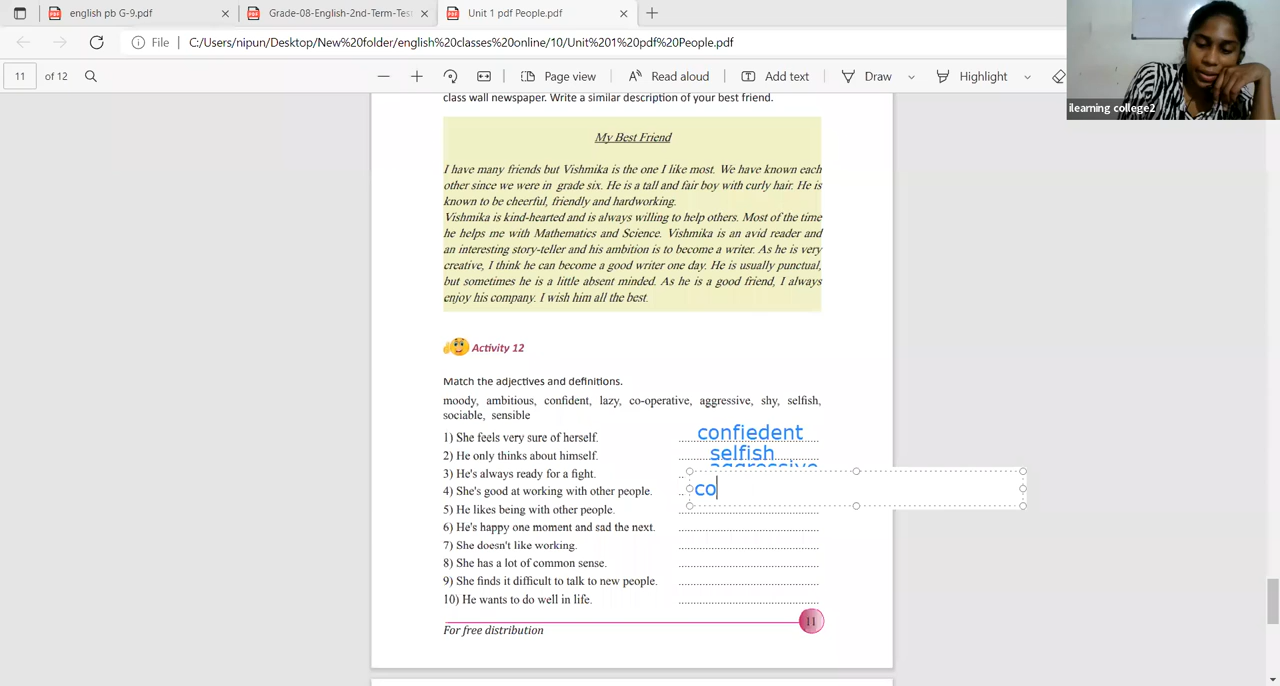 english pb G-9.pdf
Grade-08-English-2nd-Term-Test
Unit 1 pdf People.pdf
File
C:/Users/nipun/Desktop/New%20folder/english%20classes%20online/10/Unit%201%20pdf%20People.pdf
11 of 12
Page view
Read aloud
Add text
Draw
Highlight
ilearning college2
class wall newspaper. Write a similar description of your best friend.
My Best Friend
I have many friends but Vishmika is the one I like most. We have known each
other since we were in grade six. He is a tall and fair boy with curly hair. He is
known to be cheerful, friendly and hardworking.
Vishmika is kind-hearted and is always willing to help others. Most of the time
he helps me with Mathematics and Science. Vishmika is an avid reader and
an interesting story-teller and his ambition is to become a writer. As he is very
creative, I think he can become a good writer one day. He is usually punctual,
but sometimes he is a little absent minded. As he is a good friend, I always
enjoy his company. I wish him all the best.
Activity 12
Match the adjectives and definitions.
moody, ambitious, confident, lazy, co-operative, aggressive, shy, selfish,
sociable, sensible
1) She feels very sure of herself. confiedent
2) He only thinks about himself. selfish
3) He's always ready for a fight. aggressive
4) She's good at working with other people. co
5) He likes being with other people.
6) He's happy one moment and sad the next.
7) She doesn't like working.
8) She has a lot of common sense.
9) She finds it difficult to talk to new people.
10) He wants to do well in life.
11
For free distribution